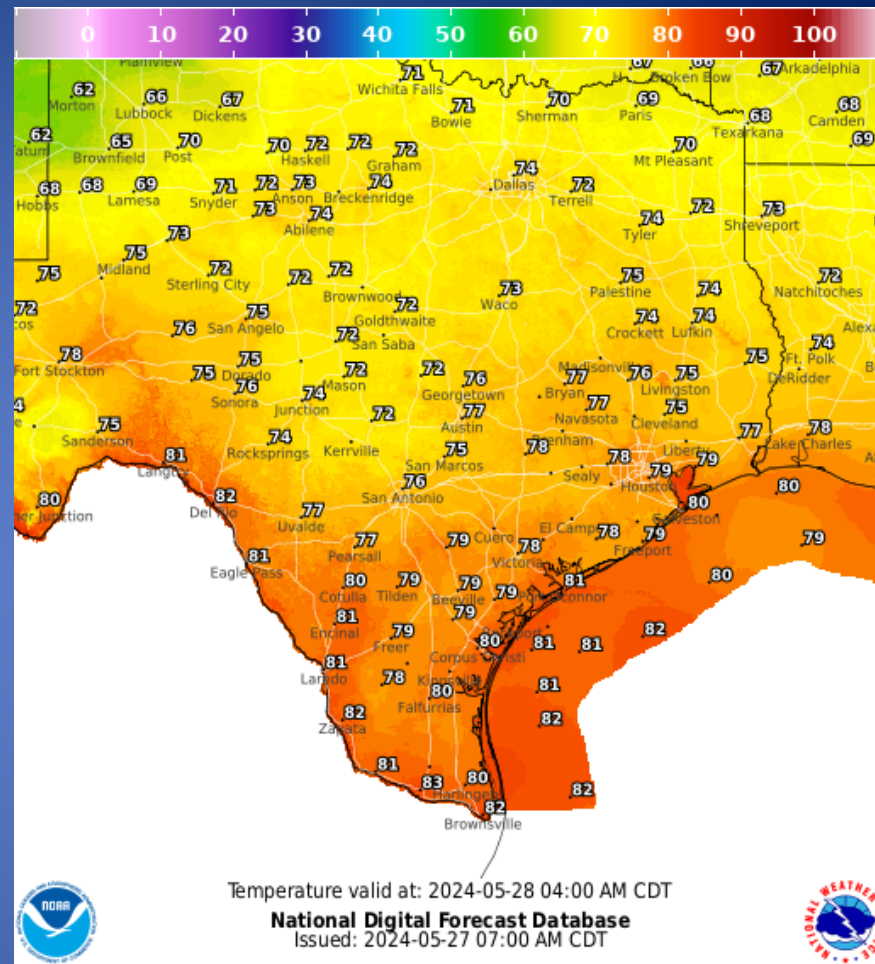 0 10 20 30 40 50 60 70 80 90 100
Plainview 71 67 Broken Bow 66 67 Arkadelphia
62 Morton 66 Lubbock 67 Dickens Wichita Falls 71 Bowie 70 Sherman 69 Paris 68 Texarkana 68 Camden
62 65 Brownfield 70 Post 70 72 Haskell 72 72 Graham 70 Mt Pleasant 69
68 Hobbs 68 69 Lamesa 71 Snyder 72 73 Anson 74 Breckenridge 74 Dallas 72 Terrell
73 73 74 Abilene 74 Tyler 72 73 Shreveport
75 75 Midland 72 Sterling City 72 72 Brownwood 73 Waco 75 Palestine 74 72 Natchitoches
72 76 75 San Angelo 72 Goldthwaite 74 Crockett 74 Lufkin
78 Fort Stockton 75 75 72 San Saba 75 74 Ft. Polk
76 Sonora 72 Mason 72 76 Georgetown Madisonville 77 Bryan 76 75 Livingston DeRidder
75 Sanderson 74 Junction 72 77 Austin 77 Navasota 75 Cleveland
81 Langtry 74 Rocksprings Kerrville 75 San Marcos 78 Brenham 77 78 Lake Charles
80 82 Del Rio 76 San Antonio Sealy 78 79 Houston Liberty 79 80
77 Uvalde El Campo 80 Galveston
81 Eagle Pass 77 Pearsall 79 Cuero 78 Victoria 78 79 Freeport 79
80 Cotulla 79 Tilden 79 Beeville 79 81 Port O'Connor 80
81 Encinal 79 Freer 79 80 Rockport 81 81 82
81 Laredo 78 Kingsville Corpus Christi 81
82 Zapata 80 Falfurrias 82
81 83 80 Harlingen 82
82 Brownsville
Temperature valid at: 2024-05-28 04:00 AM CDT
National Digital Forecast Database
Issued: 2024-05-27 07:00 AM CDT
NOAA
NATIONAL WEATHER SERVICE